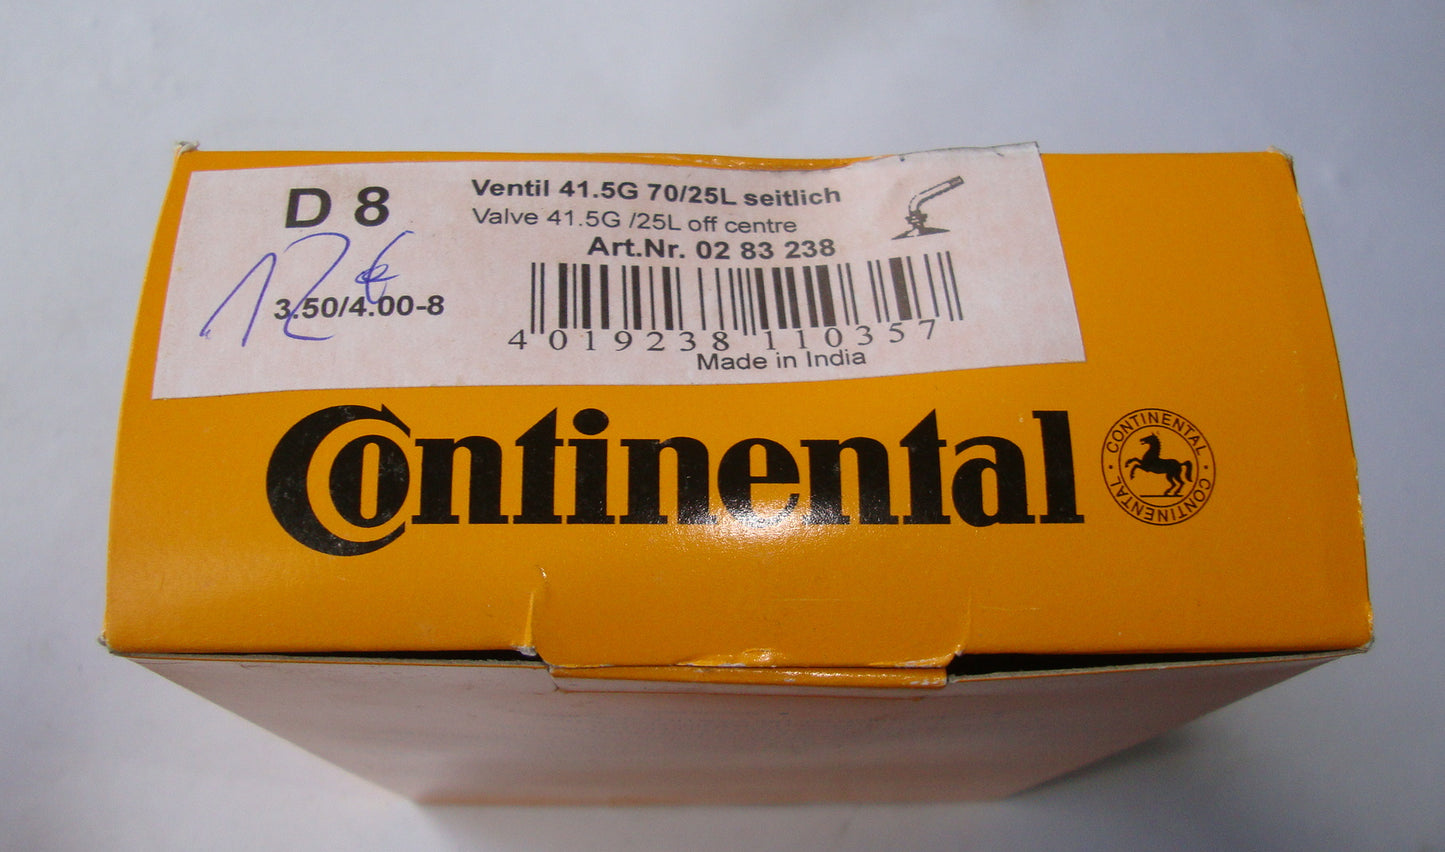 D 8
Ventil 41.5G 70/25L seitlich
Valve 41.5G /25L off centre
Art.Nr. 02 83 238
12 €
3.50/4.00-8
4 019238 110357
Made in India
Continental
CONTINENTAL · CONTINENTAL ·